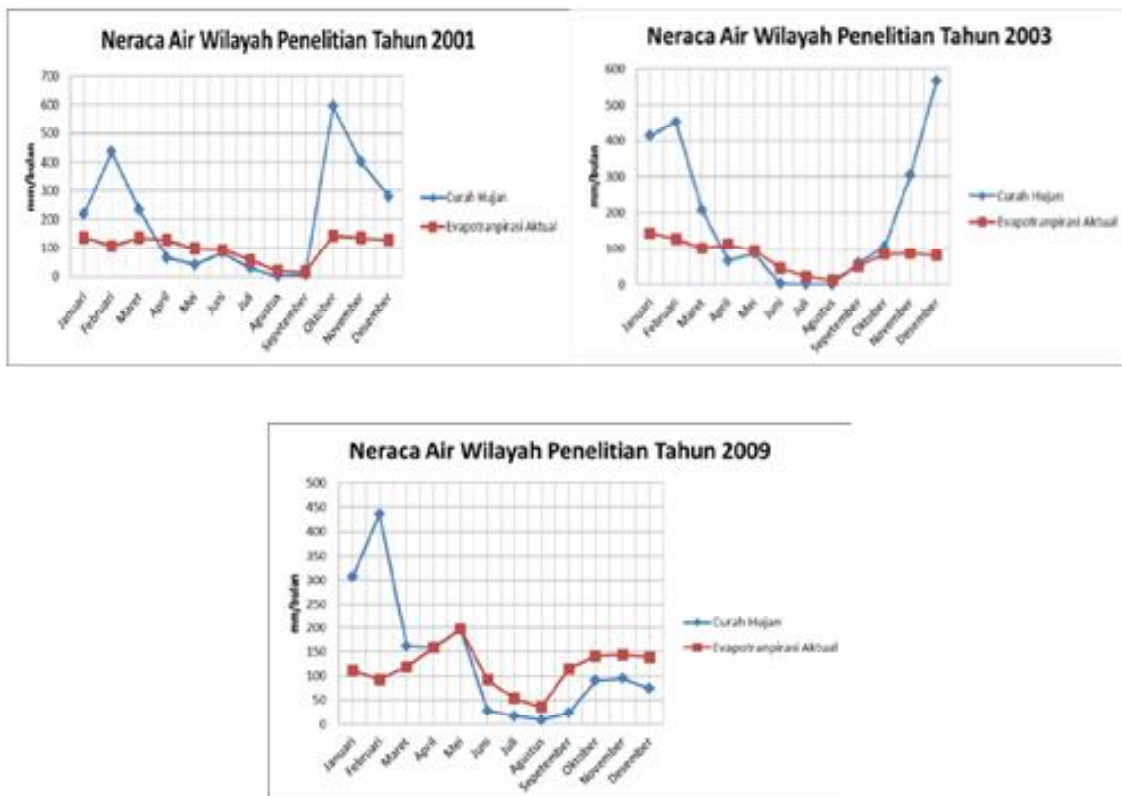 Neraca Air Wilayah Penelitian Tahun 2001
700
600
500
400
300
200
100
0
mm/bulan
Januari
Februari
Maret
April
Mei
Juni
Juli
Agustus
Sepetember
Oktober
November
Desember
Curah Hujan
Evapotranpirasi Aktual
Neraca Air Wilayah Penelitian Tahun 2003
600
500
400
300
200
100
0
mm/bulan
Januari
Februari
Maret
April
Mei
Juni
Juli
Agustus
Sepetember
Oktober
November
Desember
Curah Hujan
Evapotranpirasi Aktual
Neraca Air Wilayah Penelitian Tahun 2009
500
450
400
350
300
250
200
150
100
50
0
mm/bulan
Januari
Februari
Maret
April
Mei
Juni
Juli
Agustus
Sepetember
Oktober
November
Desember
Curah Hujan
Evapotranpirasi Aktual